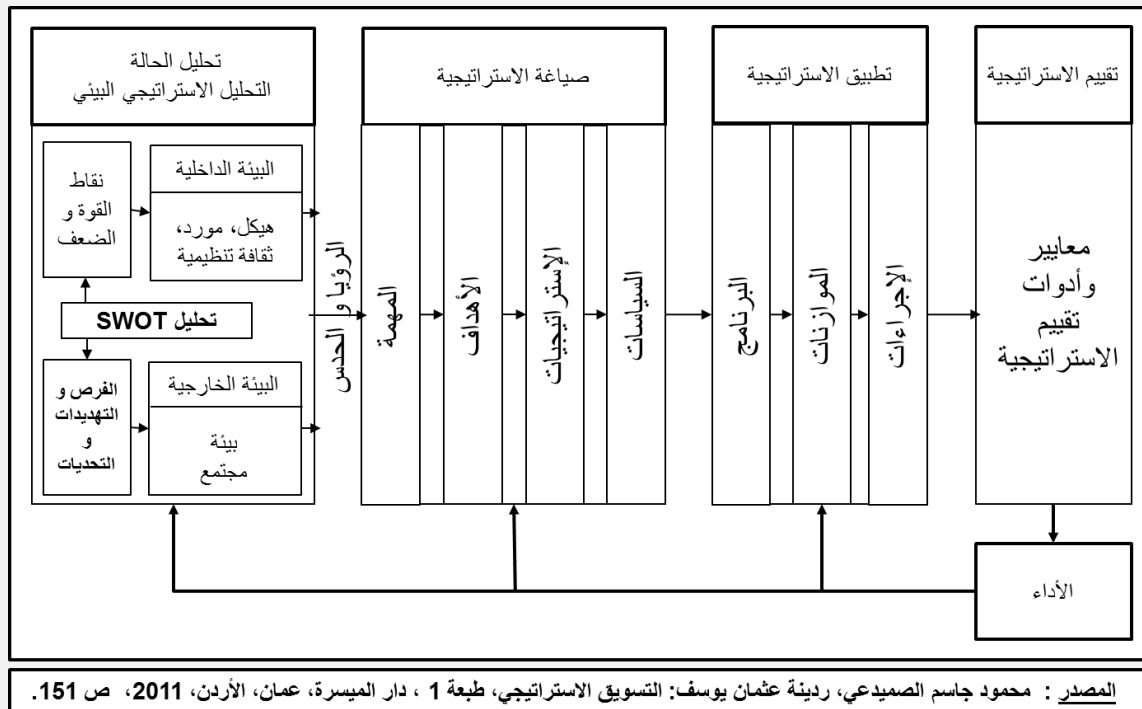 تحليل الحالة
التحليل الاستراتيجي البيئي
صياغة الاستراتيجية
تطبيق الاستراتيجية
تقييم الاستراتيجية
نقاط
القوة و
الضعف
البيئة الداخلية
هيكل، مورد،
ثقافة تنظيمية
تحليل SWOT
الفرص و
التهديدات
و
التحديات
البيئة الخارجية
بيئة
مجتمع
الرؤيا و الحدس
المهمة
الأهداف
الإستراتيجيات
السياسات
البرنامج
الموازنات
الإجراءات
معايير
وأدوات
تقييم
الاستراتيجية
الأداء
المصدر : محمود جاسم الصميدعي، ردينة عثمان يوسف: التسويق الاستراتيجي، طبعة 1 ، دار الميسرة، عمان، الأردن، 2011، ص 151.